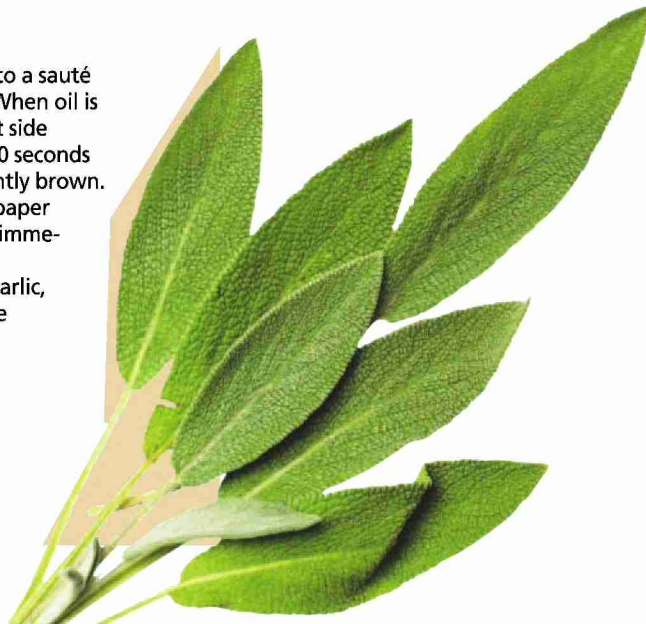 to a sauté
When oil is
t side
0 seconds
ntly brown.
paper
imme-
arlic,
e